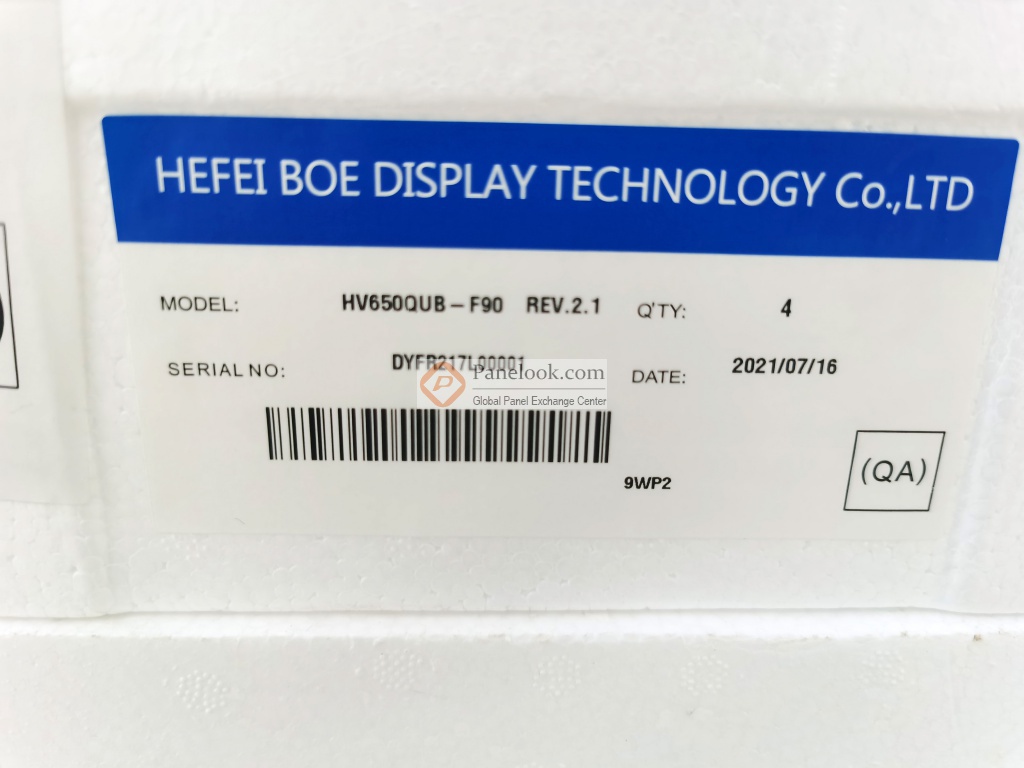 HEFEI BOE DISPLAY TECHNOLOGY Co.,LTD
MODEL: HV650QUB-F90 REV.2.1 Q'TY: 4
SERIAL NO: DYFR217L00001 DATE: 2021/07/16
P Panelook.com
Global Panel Exchange Center
9WP2
(QA)